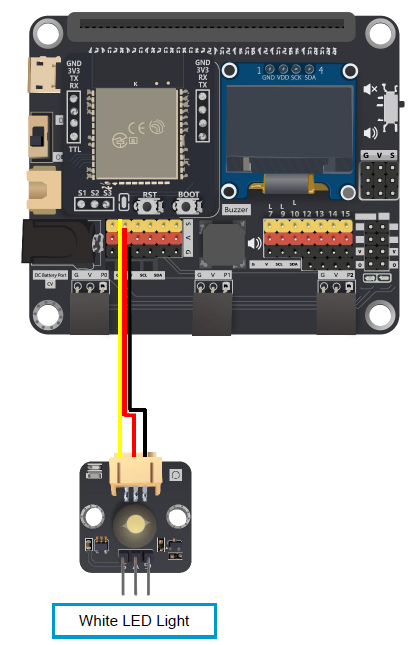 GND
3V3
TX
RX
TTL
K
GND
3V3
RX
TX
1 4
GND VDD SCK SDA
G V S
S1 S2 S3
RST
BOOT
Buzzer
L L L
7 9 10 12 13 14 15
S
V
G
DC Battery Port
CV
G V P0
SCL SDA
G V P1
G V SCL SDA
G V P2
White LED Light